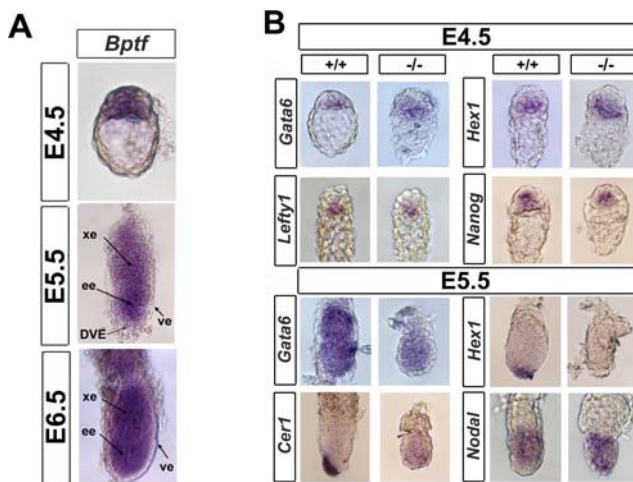 A
Bptf
E4.5
E5.5
xe
ee
DVE
ve
E6.5
xe
ee
ve
B
E4.5
+/+ -/- +/+ -/-
Gata6 Hex1
Lefty1 Nanog
E5.5
Gata6 Hex1
Cer1 Nodal